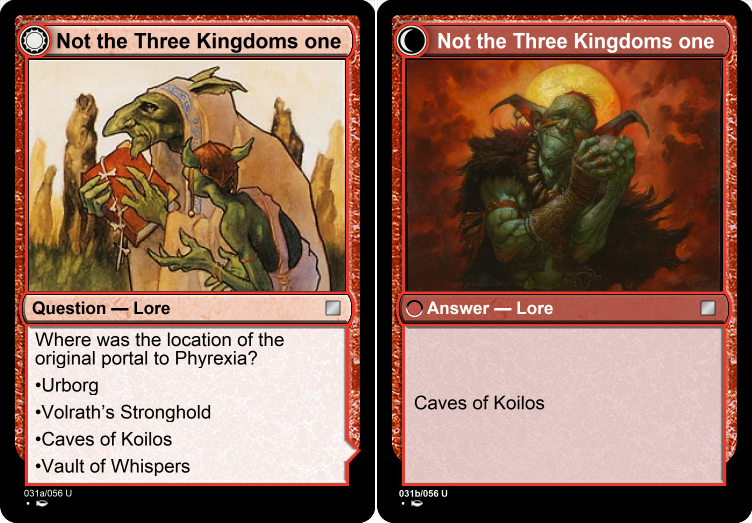 Not the Three Kingdoms one
Question — Lore
Where was the location of the
original portal to Phyrexia?
•Urborg
•Volrath's Stronghold
•Caves of Koilos
•Vault of Whispers
031a/056 U
Not the Three Kingdoms one
Answer — Lore
Caves of Koilos
031b/056 U